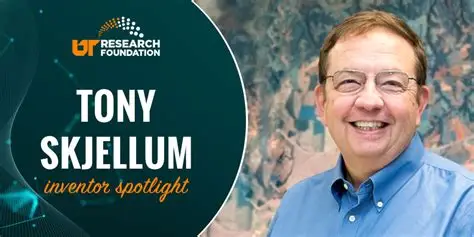 UT RESEARCH
FOUNDATION
TONY
SKJELLUM
inventor spotlight